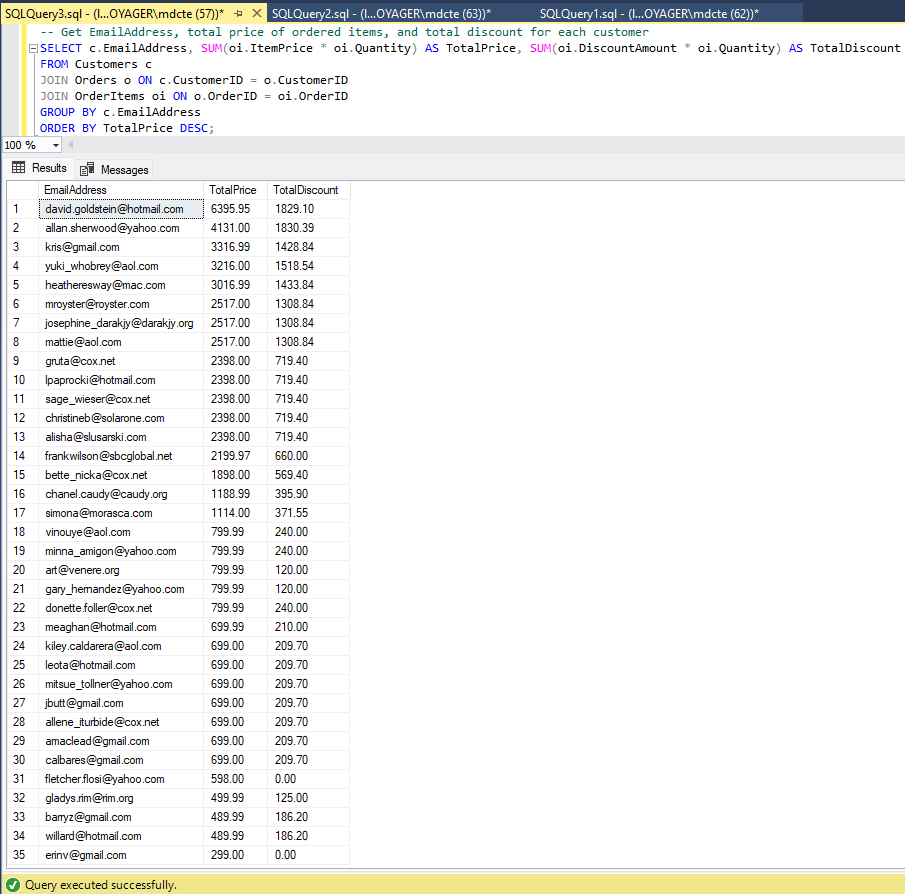 SQLQuery3.sql - (l...OYAGER\mdcte (57))* SQLQuery2.sql - (l...OYAGER\mdcte (63))* SQLQuery1.sql - (l...OYAGER\mdcte (62))*
-- Get EmailAddress, total price of ordered items, and total discount for each customer
SELECT c.EmailAddress, SUM(oi.ItemPrice * oi.Quantity) AS TotalPrice, SUM(oi.DiscountAmount * oi.Quantity) AS TotalDiscount
FROM Customers c
JOIN Orders o ON c.CustomerID = o.CustomerID
JOIN OrderItems oi ON o.OrderID = oi.OrderID
GROUP BY c.EmailAddress
ORDER BY TotalPrice DESC;
100 %
Results Messages
EmailAddress TotalPrice TotalDiscount
1 david.goldstein@hotmail.com 6395.95 1829.10
2 allan.sherwood@yahoo.com 4131.00 1830.39
3 kris@gmail.com 3316.99 1428.84
4 yuki_whobrey@aol.com 3216.00 1518.54
5 heatheresway@mac.com 3016.99 1433.84
6 mroyster@royster.com 2517.00 1308.84
7 josephine_darakjy@darakjy.org 2517.00 1308.84
8 mattie@aol.com 2517.00 1308.84
9 gruta@cox.net 2398.00 719.40
10 lpaprocki@hotmail.com 2398.00 719.40
11 sage_wieser@cox.net 2398.00 719.40
12 christineb@solarone.com 2398.00 719.40
13 alisha@slusarski.com 2398.00 719.40
14 frankwilson@sbcglobal.net 2199.97 660.00
15 bette_nicka@cox.net 1898.00 569.40
16 chanel.caudy@caudy.org 1188.99 395.90
17 simona@morasca.com 1114.00 371.55
18 vinouye@aol.com 799.99 240.00
19 minna_amigon@yahoo.com 799.99 240.00
20 art@venere.org 799.99 120.00
21 gary_hernandez@yahoo.com 799.99 120.00
22 donette.foller@cox.net 799.99 240.00
23 meaghan@hotmail.com 699.99 210.00
24 kiley.caldarera@aol.com 699.00 209.70
25 leota@hotmail.com 699.00 209.70
26 mitsue_tollner@yahoo.com 699.00 209.70
27 jbutt@gmail.com 699.00 209.70
28 allene_iturbide@cox.net 699.00 209.70
29 amaclead@gmail.com 699.00 209.70
30 calbares@gmail.com 699.00 209.70
31 fletcher.flosi@yahoo.com 598.00 0.00
32 gladys.rim@rim.org 499.99 125.00
33 barryz@gmail.com 489.99 186.20
34 willard@hotmail.com 489.99 186.20
35 erinv@gmail.com 299.00 0.00
Query executed successfully.